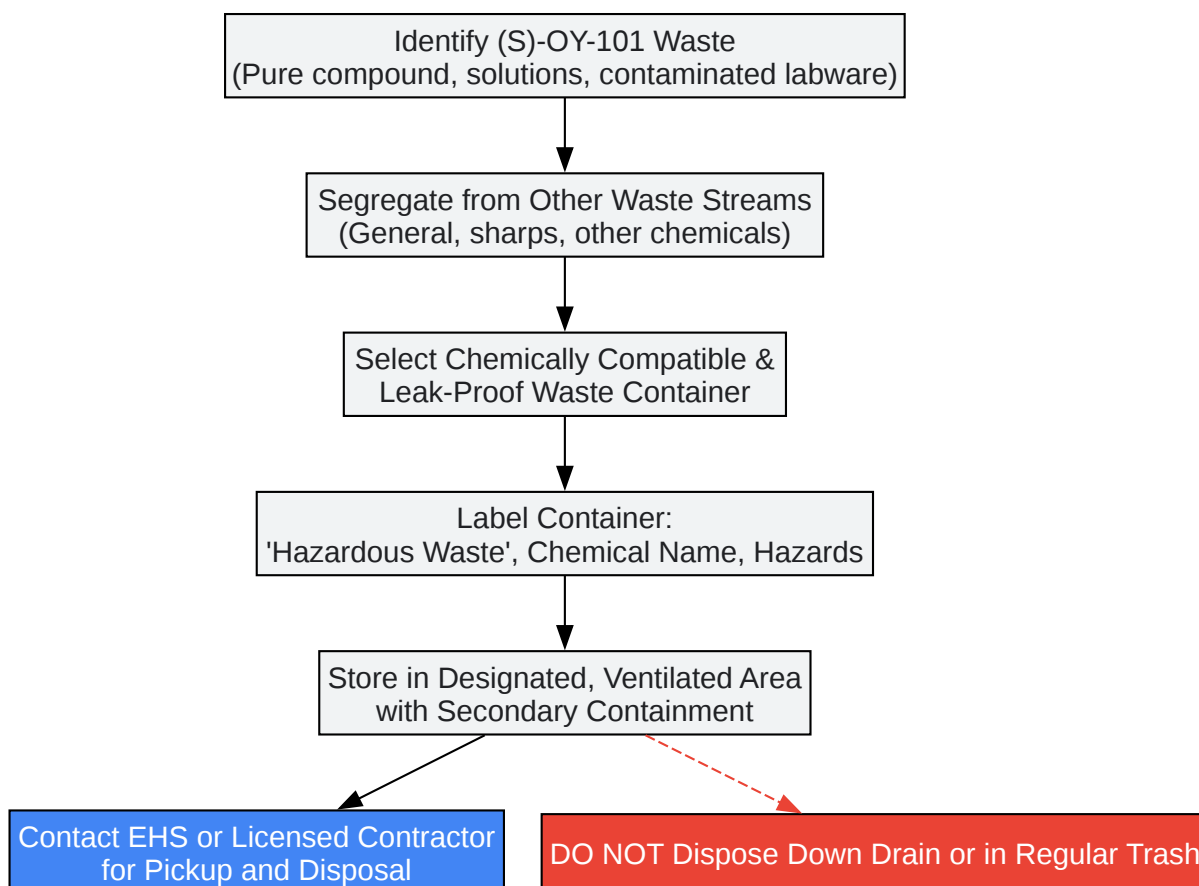 Identify (S)-OY-101 Waste
(Pure compound, solutions, contaminated labware)
Segregate from Other Waste Streams
(General, sharps, other chemicals)
Select Chemically Compatible &
Leak-Proof Waste Container
Label Container:
'Hazardous Waste', Chemical Name, Hazards
Store in Designated, Ventilated Area
with Secondary Containment
Contact EHS or Licensed Contractor
for Pickup and Disposal
DO NOT Dispose Down Drain or in Regular Trash